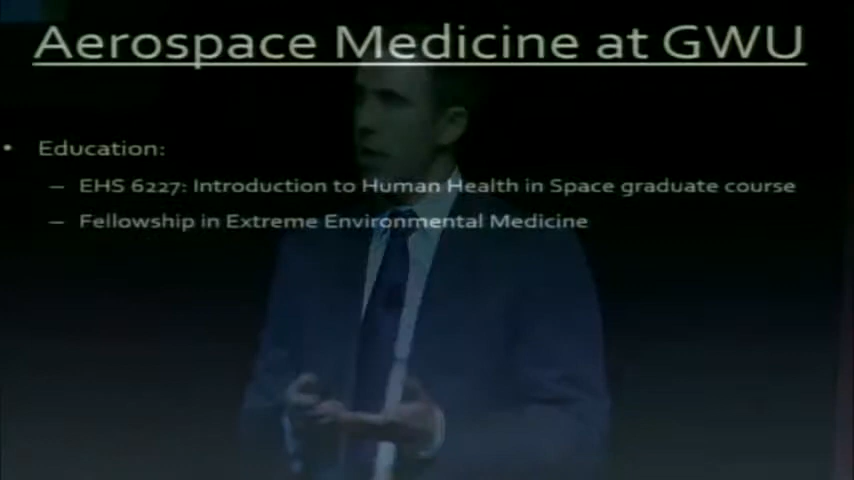 Aerospace Medicine at GWU
• Education:
– EHS 6227: Introduction to Human Health in Space graduate course
– Fellowship in Extreme Environmental Medicine